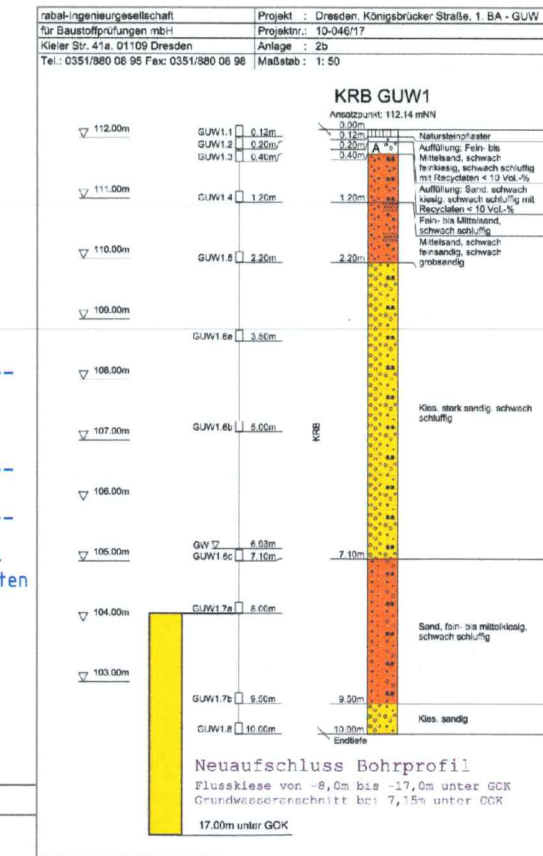 rabal-Ingenieurgesellschaft
für Baustoffprüfungen mbH
Kieler Str. 41a, 01109 Dresden
Tel.: 0351/880 08 95 Fax: 0351/880 08 98
Projekt : Dresden, Königsbrücker Straße, 1. BA - GUW
Projektnr.: 10-046/17
Anlage : 2b
Maßstab : 1: 50
KRB GUW1
Ansatzpunkt: 112.14 mNN
112.00m
111.00m
110.00m
109.00m
108.00m
107.00m
106.00m
105.00m
104.00m
103.00m
GUW1.1 0.12m
GUW1.2 0.20m
GUW1.3 0.40m
GUW1.4 1.20m
GUW1.5 2.20m
GUW1.6a 3.50m
GUW1.6b 5.00m
GW 6.93m
GUW1.6c 7.10m
GUW1.7a 8.00m
GUW1.7b 9.50m
GUW1.8 10.00m
KRB
0.00m
0.12m
0.20m
0.40m
1.20m
2.20m
7.10m
9.50m
10.00m
Endtiefe
A
Natursteinpflaster
Auffüllung: Fein- bis
Mittelsand, schwach
feinkiesig, schwach schluffig
mit Recyclaten < 10 Vol.-%
Auffüllung: Sand, schwach
kiesig, schwach schluffig mit
Recyclaten < 10 Vol.-%
Fein- bis Mittelsand,
schwach schluffig
Mittelsand, schwach
feinsandig, schwach
grobsandig
Kies, stark sandig, schwach
schluffig
Sand, fein- bis mittelkiesig,
schwach schluffig
Kies, sandig
ten
Neuaufschluss Bohrprofil
Flusskiese von -8,0m bis -17,0m unter GOK
Grundwasseranschnitt bei 7,15m unter GOK
17.00m unter GOK